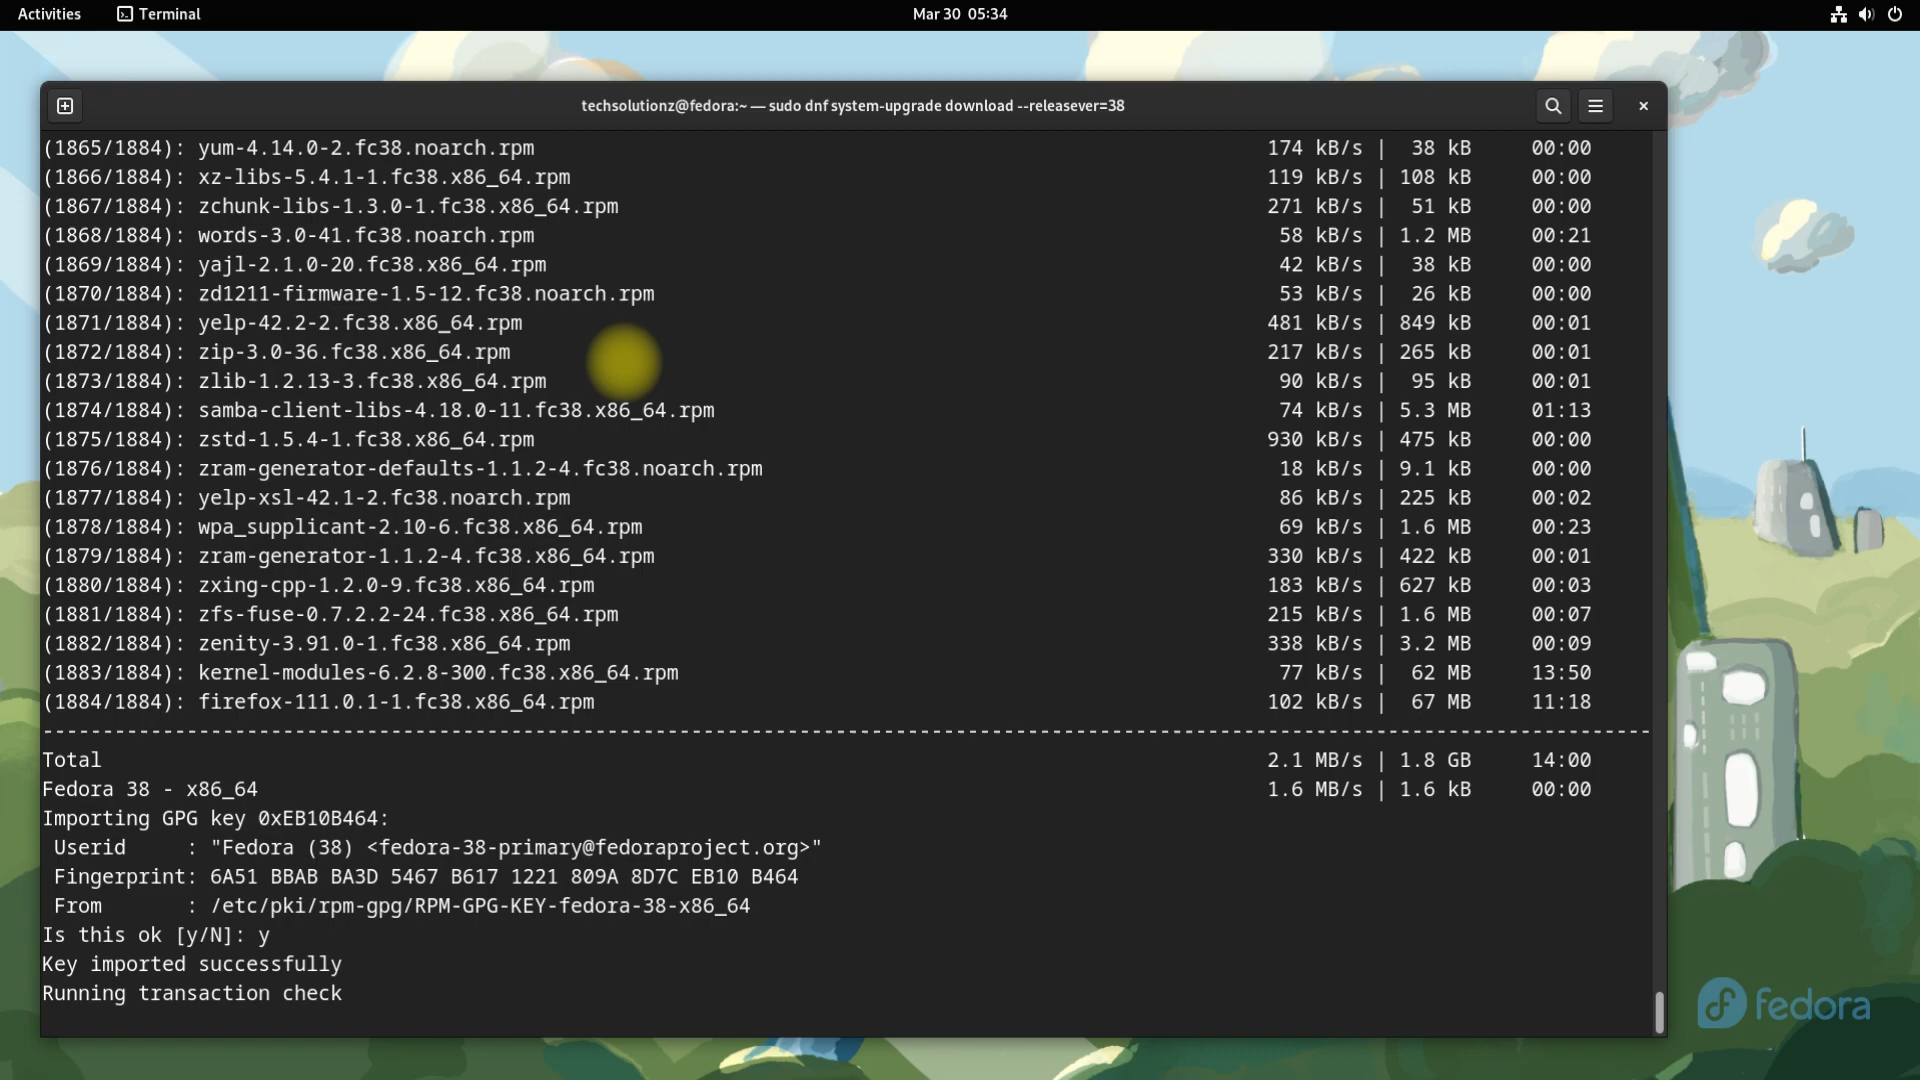 Activities Terminal Mar 30 05:34
techsolutionz@fedora:~ — sudo dnf system-upgrade download --releasever=38
(1865/1884): yum-4.14.0-2.fc38.noarch.rpm 174 kB/s | 38 kB 00:00
(1866/1884): xz-libs-5.4.1-1.fc38.x86_64.rpm 119 kB/s | 108 kB 00:00
(1867/1884): zchunk-libs-1.3.0-1.fc38.x86_64.rpm 271 kB/s | 51 kB 00:00
(1868/1884): words-3.0-41.fc38.noarch.rpm 58 kB/s | 1.2 MB 00:21
(1869/1884): yajl-2.1.0-20.fc38.x86_64.rpm 42 kB/s | 38 kB 00:00
(1870/1884): zd1211-firmware-1.5-12.fc38.noarch.rpm 53 kB/s | 26 kB 00:00
(1871/1884): yelp-42.2-2.fc38.x86_64.rpm 481 kB/s | 849 kB 00:01
(1872/1884): zip-3.0-36.fc38.x86_64.rpm 217 kB/s | 265 kB 00:01
(1873/1884): zlib-1.2.13-3.fc38.x86_64.rpm 90 kB/s | 95 kB 00:01
(1874/1884): samba-client-libs-4.18.0-11.fc38.x86_64.rpm 74 kB/s | 5.3 MB 01:13
(1875/1884): zstd-1.5.4-1.fc38.x86_64.rpm 930 kB/s | 475 kB 00:00
(1876/1884): zram-generator-defaults-1.1.2-4.fc38.noarch.rpm 18 kB/s | 9.1 kB 00:00
(1877/1884): yelp-xsl-42.1-2.fc38.noarch.rpm 86 kB/s | 225 kB 00:02
(1878/1884): wpa_supplicant-2.10-6.fc38.x86_64.rpm 69 kB/s | 1.6 MB 00:23
(1879/1884): zram-generator-1.1.2-4.fc38.x86_64.rpm 330 kB/s | 422 kB 00:01
(1880/1884): zxing-cpp-1.2.0-9.fc38.x86_64.rpm 183 kB/s | 627 kB 00:03
(1881/1884): zfs-fuse-0.7.2.2-24.fc38.x86_64.rpm 215 kB/s | 1.6 MB 00:07
(1882/1884): zenity-3.91.0-1.fc38.x86_64.rpm 338 kB/s | 3.2 MB 00:09
(1883/1884): kernel-modules-6.2.8-300.fc38.x86_64.rpm 77 kB/s | 62 MB 13:50
(1884/1884): firefox-111.0.1-1.fc38.x86_64.rpm 102 kB/s | 67 MB 11:18
--------------------------------------------------------------------------------------------------------------------------------------
Total 2.1 MB/s | 1.8 GB 14:00
Fedora 38 - x86_64 1.6 MB/s | 1.6 kB 00:00
Importing GPG key 0xEB10B464:
Userid : "Fedora (38) <fedora-38-primary@fedoraproject.org>"
Fingerprint: 6A51 BBAB BA3D 5467 B617 1221 809A 8D7C EB10 B464
From : /etc/pki/rpm-gpg/RPM-GPG-KEY-fedora-38-x86_64
Is this ok [y/N]: y
Key imported successfully
Running transaction check
fedora